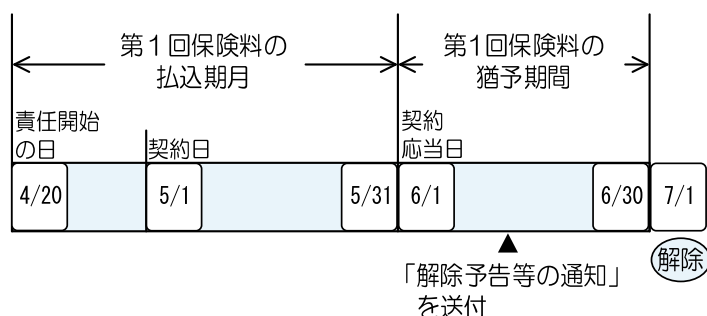 第１回保険料の
払込期月
第1回保険料の
猶予期間
責任開始
の日
契約日
契約
応当日
4/20
5/1
5/31
6/1
6/30
7/1
「解除予告等の通知」
を送付
解除